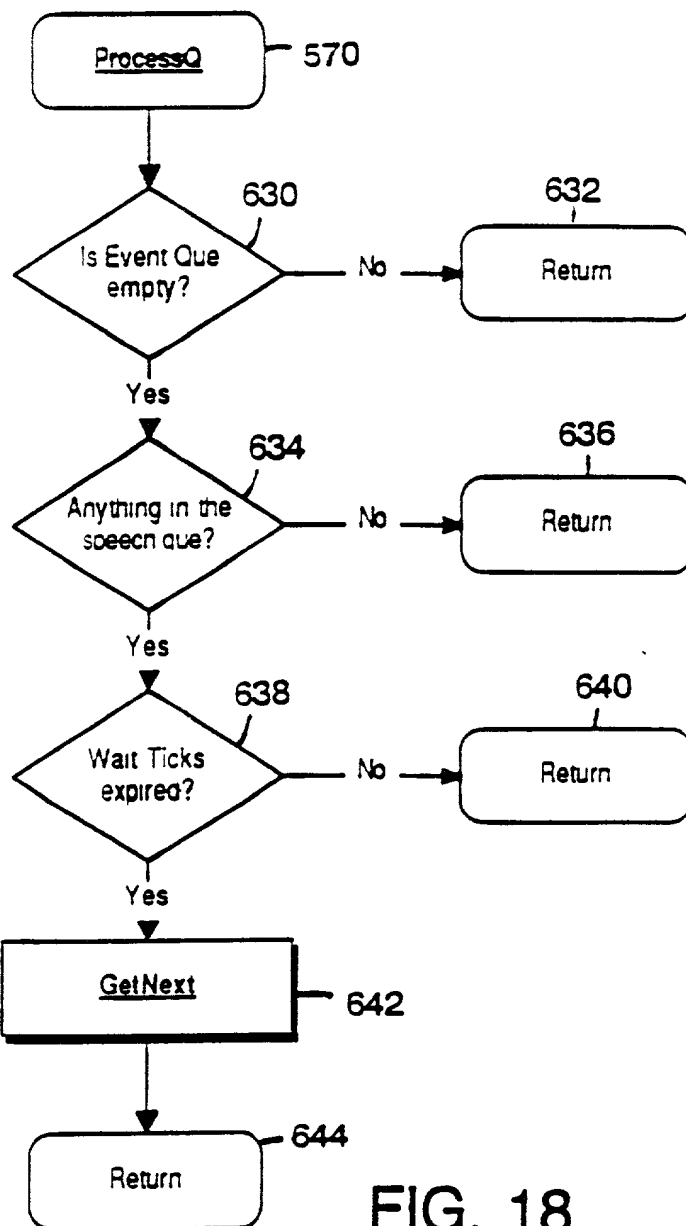 ProcessQ
570
630
632
Is Event Que
empty?
No
Return
Yes
634
636
Anything in the
speech que?
No
Return
Yes
638
640
Wait Ticks
expired?
No
Return
Yes
GetNext
642
644
Return
FIG. 18